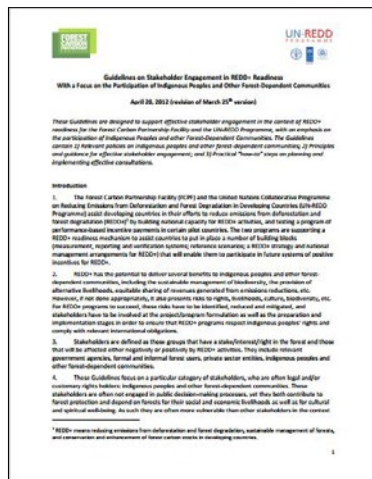 FOREST
CARBON
PARTNERSHIP
UN-REDD
PROGRAMME
Guidelines on Stakeholder Engagement in REDD+ Readiness
With a Focus on the Participation of Indigenous Peoples and Other Forest-Dependent Communities
April 20, 2012 (revision of March 25th version)
These Guidelines are designed to support effective stakeholder engagement in the context of REDD+
readiness for the Forest Carbon Partnership Facility and the UN-REDD Programme, with an emphasis on
the participation of Indigenous Peoples and other Forest-Dependent Communities. The Guidelines
contain 1) Relevant policies on indigenous peoples and other forest-dependent communities; 2) Principles
and guidance for effective stakeholder engagement; and 3) Practical "how-to" steps on planning and
implementing effective consultations.
Introduction
1. The Forest Carbon Partnership Facility (FCPF) and the United Nations Collaborative Programme
on Reducing Emissions from Deforestation and Forest Degradation in Developing Countries (UN-REDD
Programme) assist developing countries in their efforts to reduce emissions from deforestation and
forest degradation (REDD+)¹ by building national capacity for REDD+ activities, and testing a program of
performance-based incentive payments in certain pilot countries. The two programs are supporting a
REDD+ readiness mechanism to assist countries to put in place a number of building blocks
(measurement, reporting and verification systems; reference scenarios; a REDD+ strategy and national
management arrangements for REDD+) that will enable them to participate in future systems of positive
incentives for REDD+.
2. REDD+ has the potential to deliver several benefits to indigenous peoples and other forest-
dependent communities, including the sustainable management of biodiversity, the provision of
alternative livelihoods, equitable sharing of revenues generated from emissions reductions, etc.
However, if not done appropriately, it also presents risks to rights, livelihoods, culture, biodiversity, etc.
For REDD+ programs to succeed, these risks have to be identified, reduced and mitigated, and
stakeholders have to be involved at the project/program formulation as well as the preparation and
implementation stages in order to ensure that REDD+ programs respect indigenous peoples' rights and
comply with relevant international obligations.
3. Stakeholders are defined as those groups that have a stake/interest/right in the forest and those
that will be affected either negatively or positively by REDD+ activities. They include relevant
government agencies, formal and informal forest users, private sector entities, indigenous peoples and
other forest-dependent communities.
4. These Guidelines focus on a particular category of stakeholders, who are often legal and/or
customary rights holders: indigenous peoples and other forest-dependent communities. These
stakeholders are often not engaged in public decision-making processes, yet they both contribute to
forest protection and depend on forests for their social and economic livelihoods as well as for cultural
and spiritual well-being. As such they are often more vulnerable than other stakeholders in the context
¹ REDD+ means reducing emissions from deforestation and forest degradation, sustainable management of forests,
and conservation and enhancement of forest carbon stocks in developing countries.
1